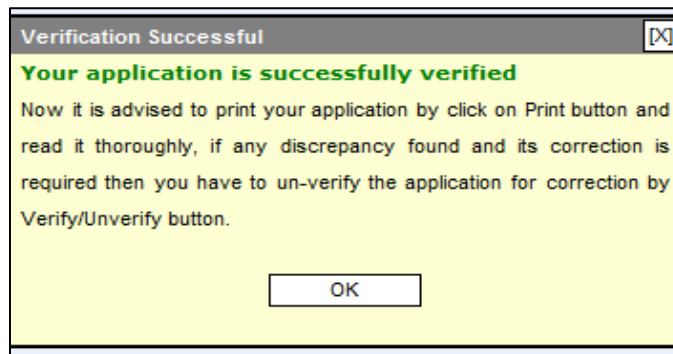 Verification Successful [X]
Your application is successfully verified
Now it is advised to print your application by click on Print button and
read it thoroughly, if any discrepancy found and its correction is
required then you have to un-verify the application for correction by
Verify/Unverify button.
OK